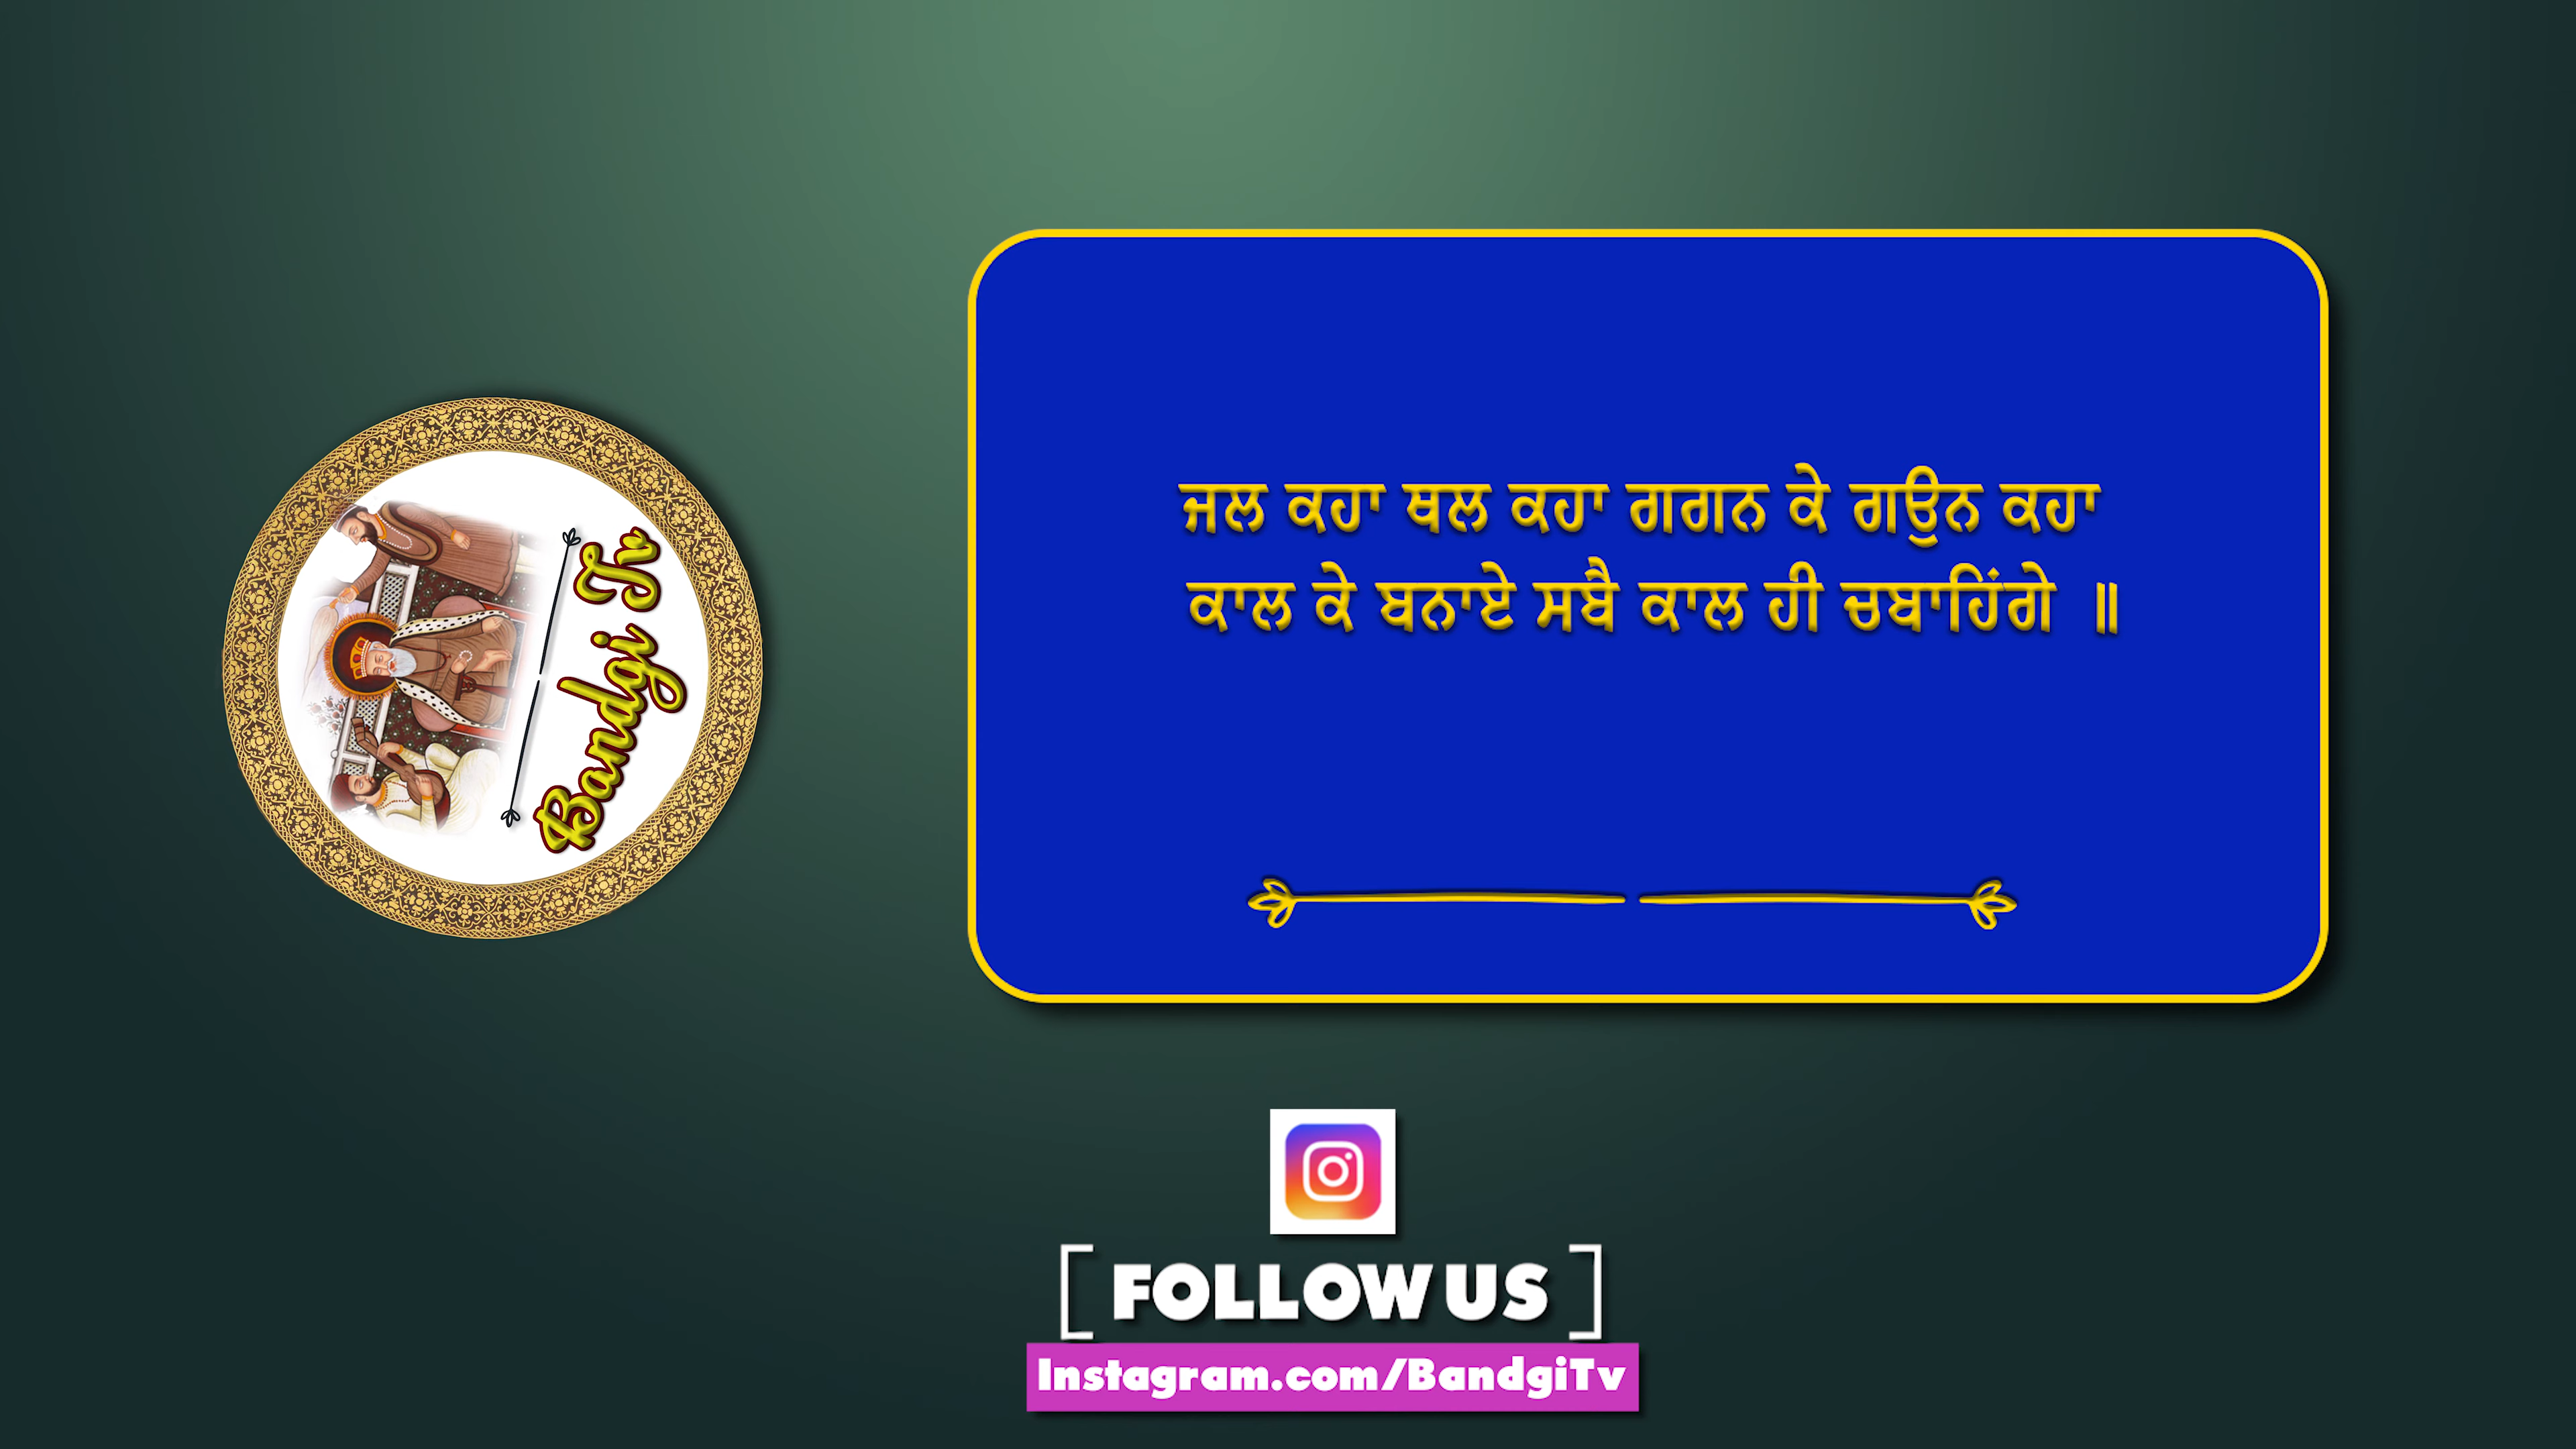 Bandgi Tv
ਜਲ ਕਹਾ ਥਲ ਕਹਾ ਗਗਨ ਕੇ ਗਉਨ ਕਹਾ
ਕਾਲ ਕੇ ਬਨਾਏ ਸਬੈ ਕਾਲ ਹੀ ਚਬਾਹਿੰਗੇ ॥
[ FOLLOW US ]
Instagram.com/BandgiTv